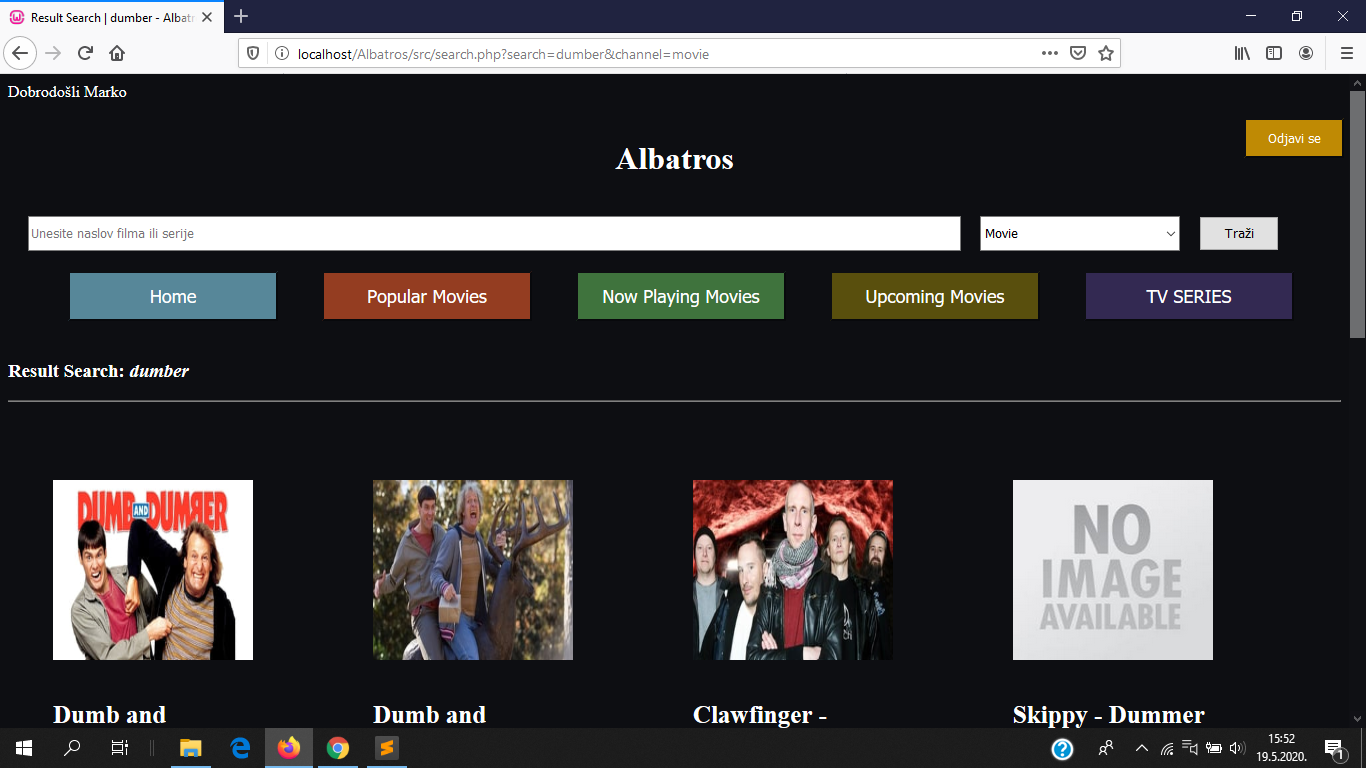 Result Search | dumber - Albatr
localhost/Albatros/src/search.php?search=dumber&channel=movie
Dobrodošli Marko
Odjavi se
Albatros
Unesite naslov filma ili serije
Movie
Traži
Home
Popular Movies
Now Playing Movies
Upcoming Movies
TV SERIES
Result Search: dumber
DUMB AND DUMBER
NO
IMAGE
AVAILABLE
Dumb and
Dumb and
Clawfinger -
Skippy - Dummer
15:52
19.5.2020.
1